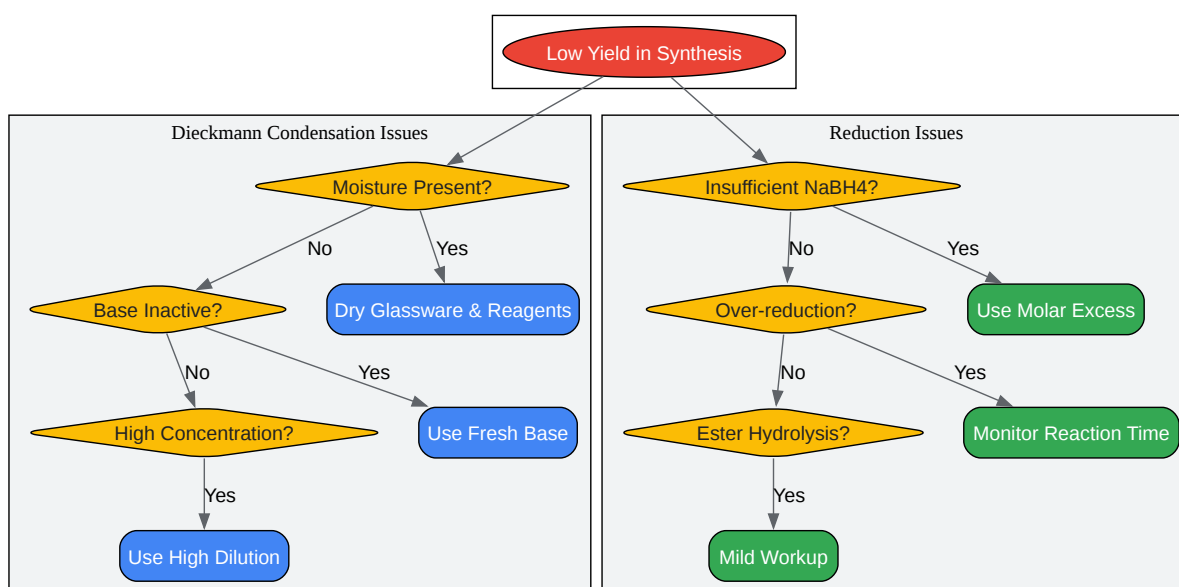 Low Yield in Synthesis
Dieckmann Condensation Issues
Reduction Issues
Moisture Present?
Insufficient NaBH4?
No
Yes
No
Yes
Base Inactive?
Dry Glassware & Reagents
Over-reduction?
Use Molar Excess
No
Yes
No
Yes
High Concentration?
Use Fresh Base
Ester Hydrolysis?
Monitor Reaction Time
Yes
Yes
Use High Dilution
Mild Workup